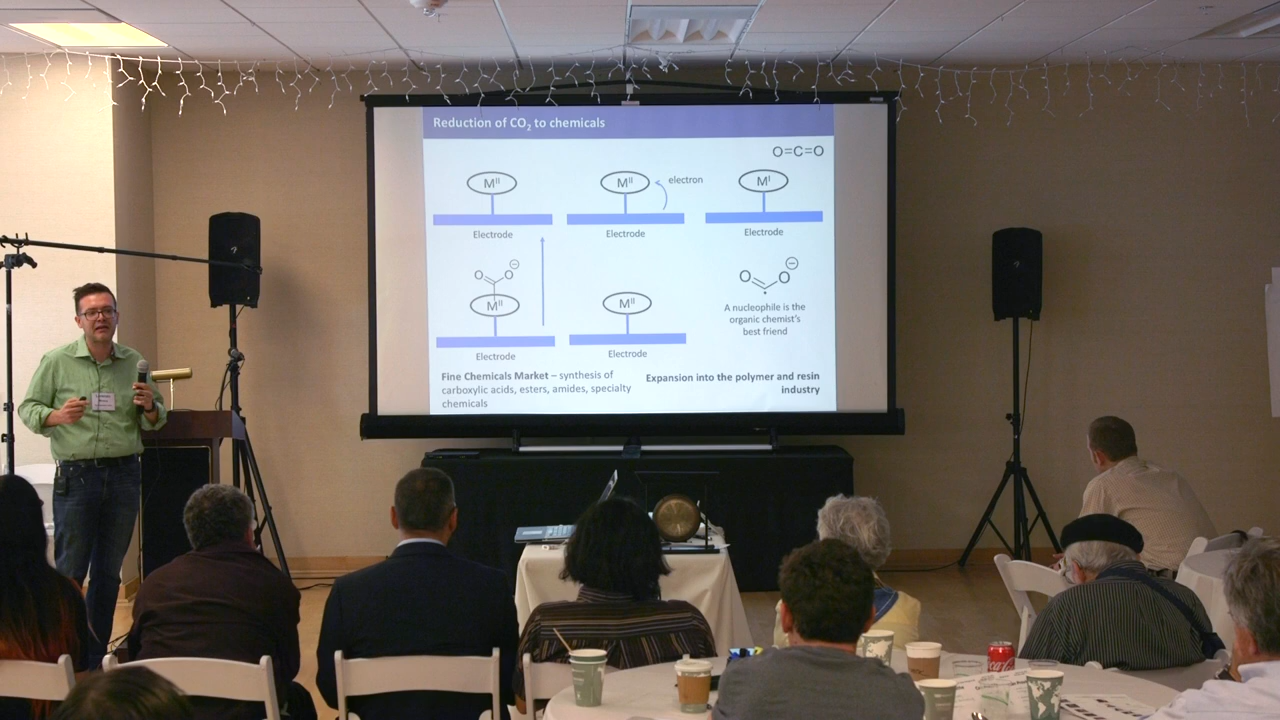 Reduction of CO₂ to chemicals
O=C=O
Mᴵᴵ
Mᴵᴵ
electron
Mᴵ
Electrode
Electrode
Electrode
O O⊖
Mᴵᴵ
Mᴵᴵ
O O⊖
A nucleophile is the
organic chemist's
best friend
Electrode
Electrode
Fine Chemicals Market – synthesis of
carboxylic acids, esters, amides, specialty
chemicals
Expansion into the polymer and resin
industry